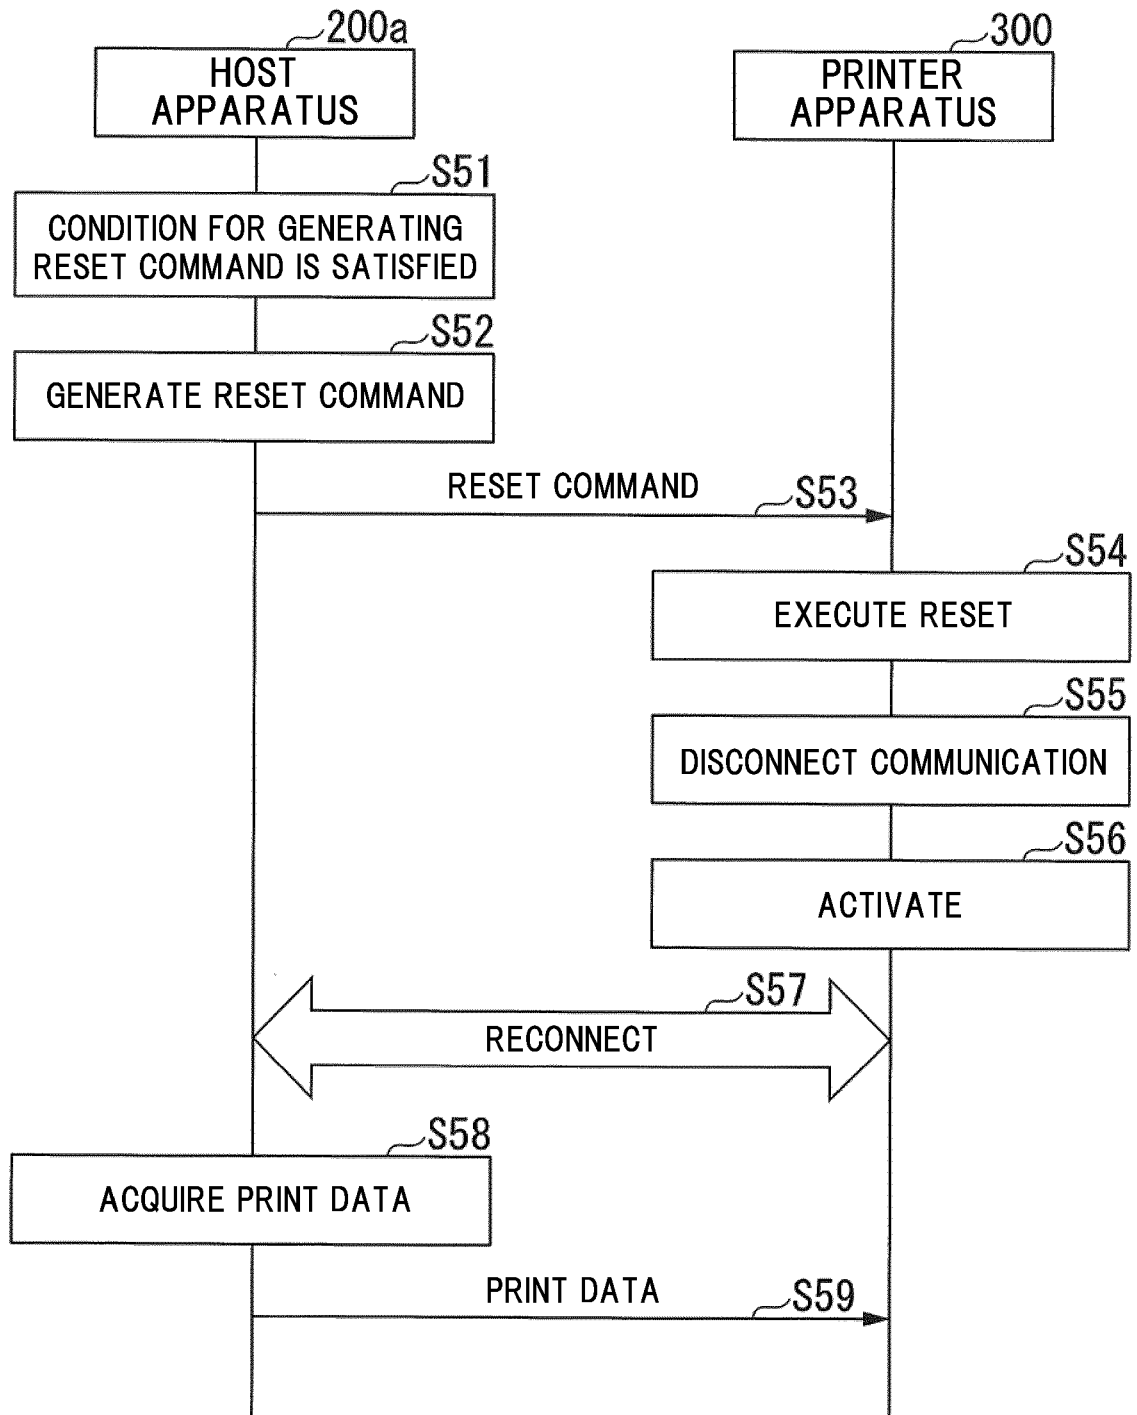 200a
HOST
APPARATUS
300
PRINTER
APPARATUS
S51
CONDITION FOR GENERATING
RESET COMMAND IS SATISFIED
S52
GENERATE RESET COMMAND
RESET COMMAND
S53
S54
EXECUTE RESET
S55
DISCONNECT COMMUNICATION
S56
ACTIVATE
S57
RECONNECT
S58
ACQUIRE PRINT DATA
PRINT DATA
S59